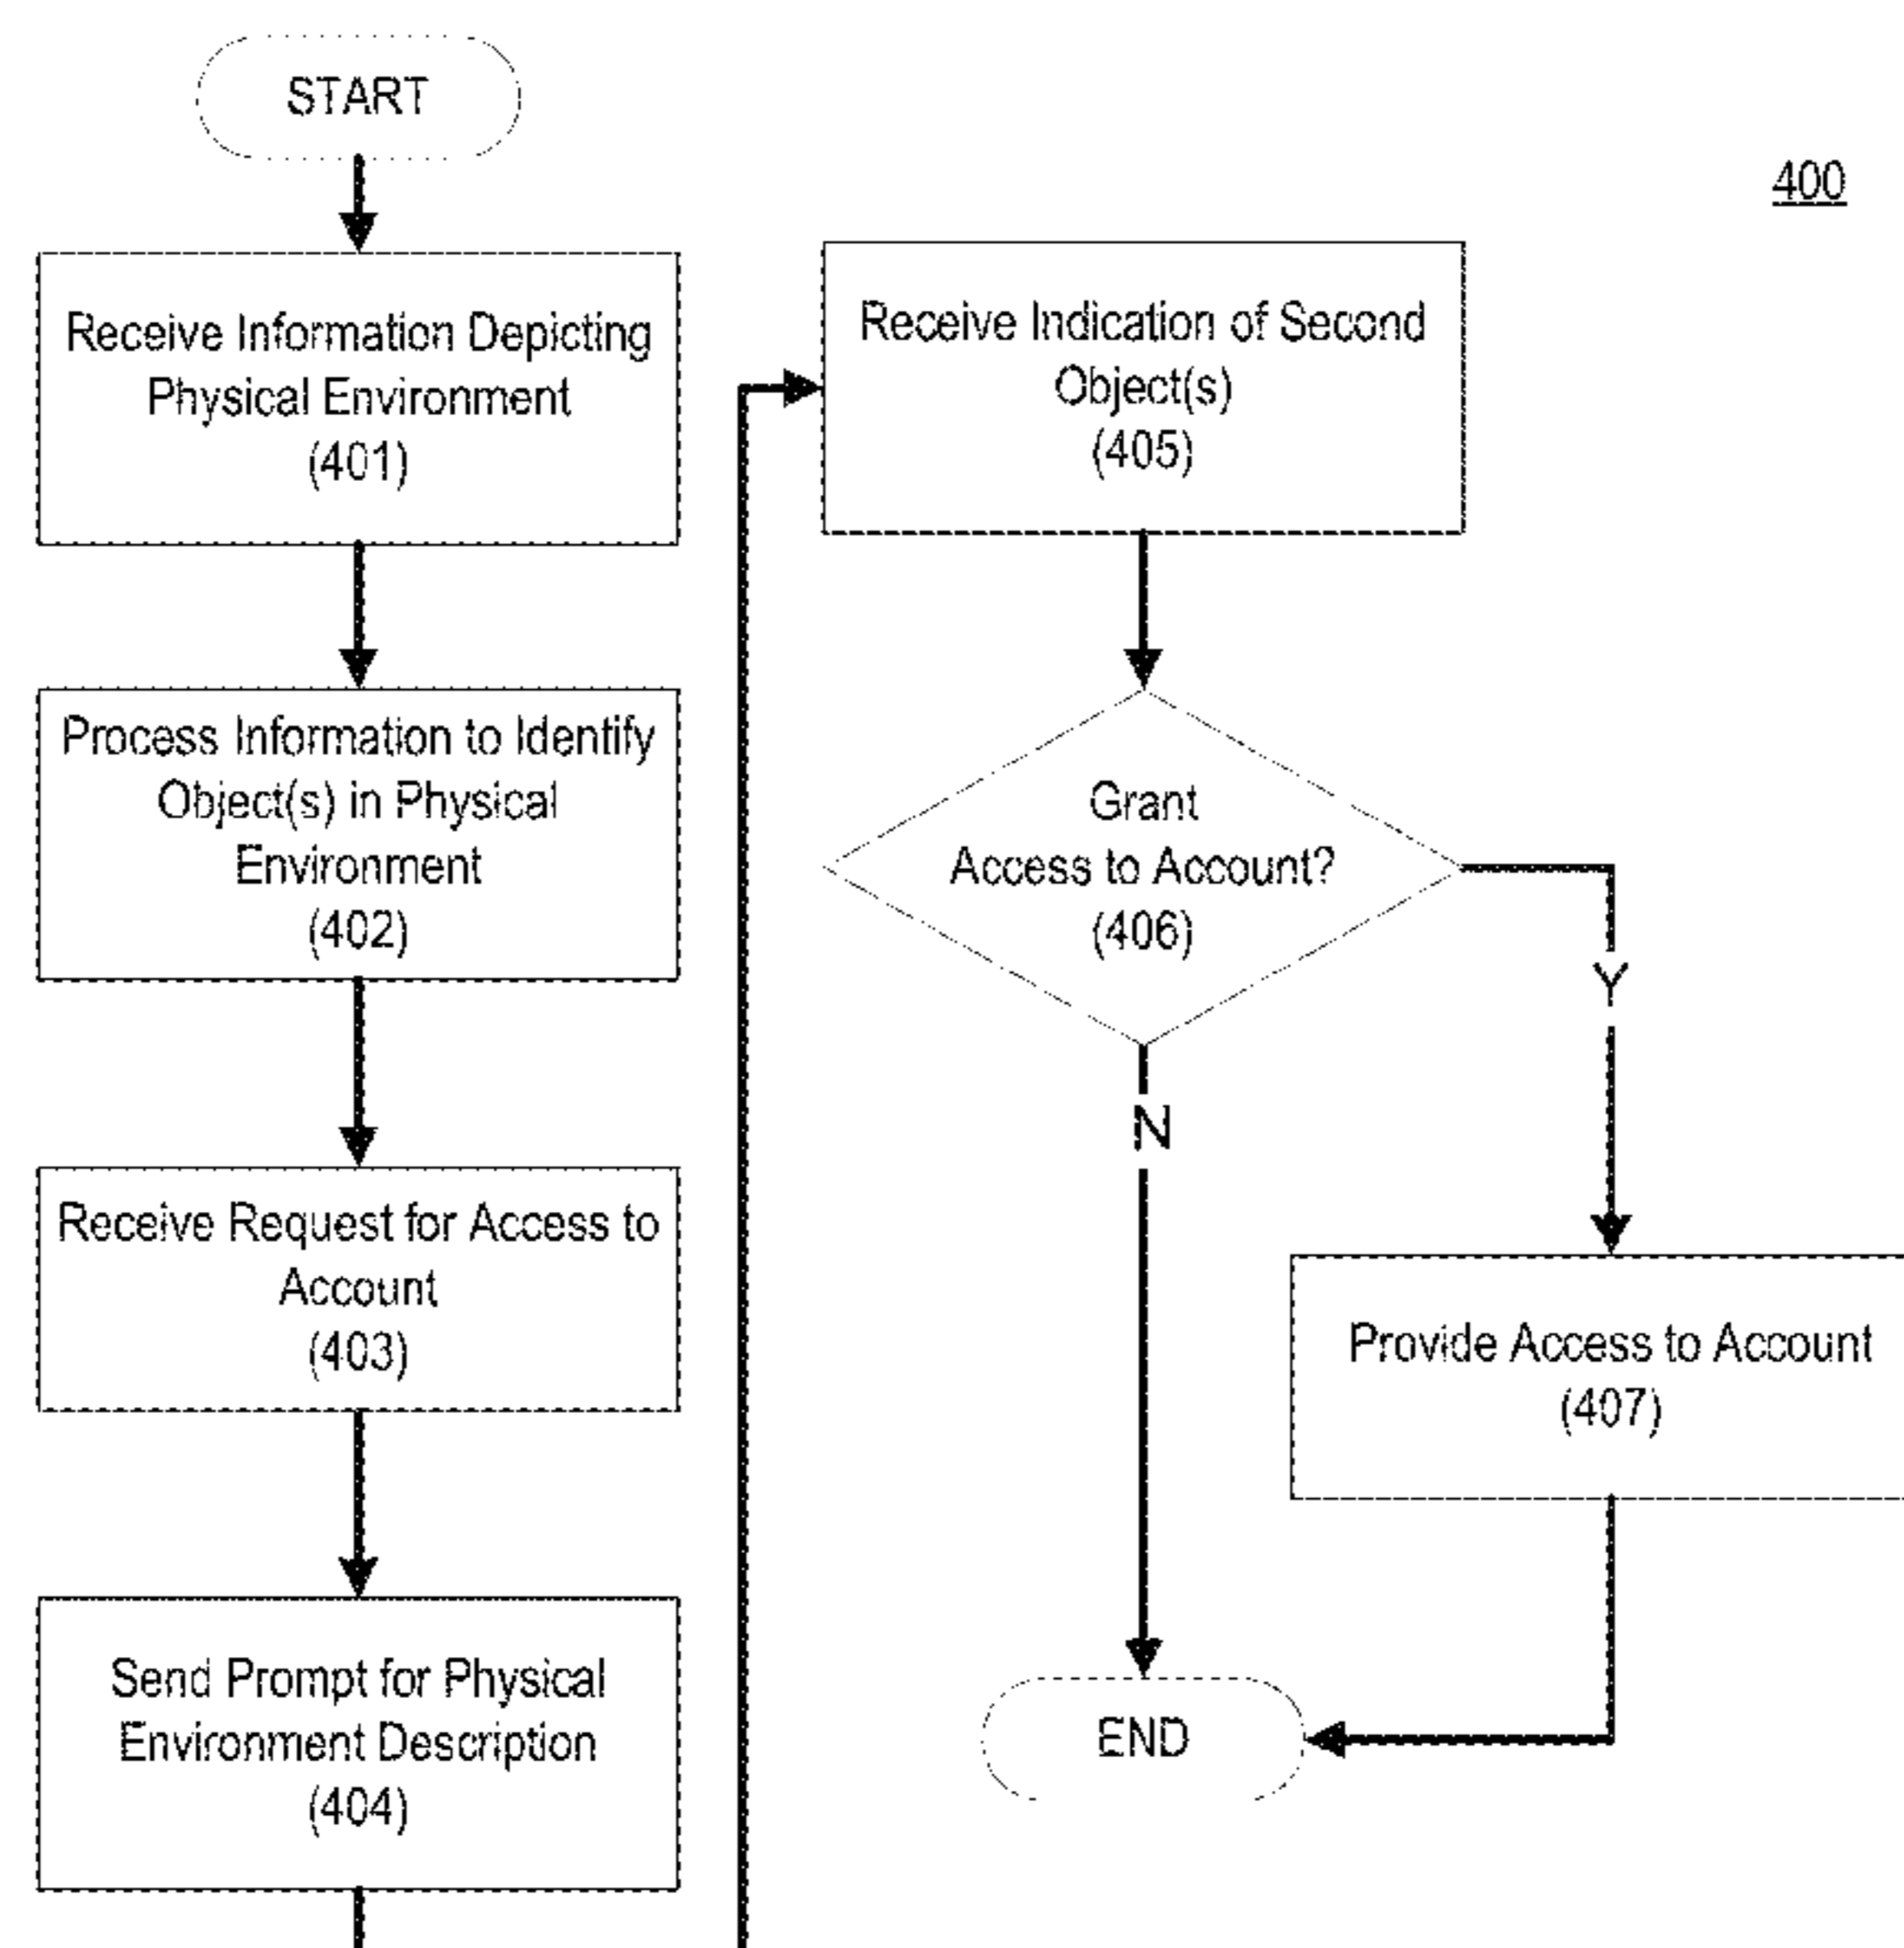 START
400
Receive Information Depicting
Physical Environment
(401)
Process Information to Identify
Object(s) in Physical
Environment
(402)
Receive Request for Access to
Account
(403)
Send Prompt for Physical
Environment Description
(404)
Receive Indication of Second
Object(s)
(405)
Grant
Access to Account?
(406)
Y
N
Provide Access to Account
(407)
END